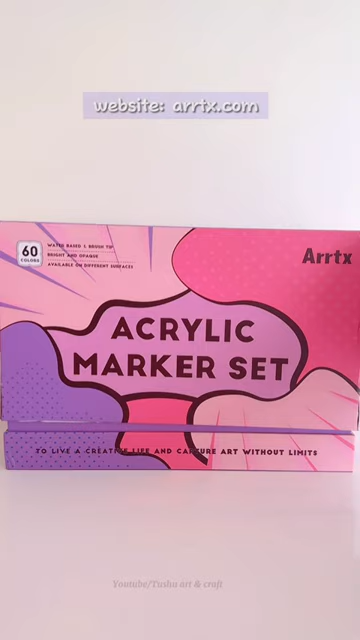 website: arrtx.com
60
COLORS
WATER BASED & BRUSH TIP
BRIGHT AND OPAQUE
AVAILABLE ON DIFFERENT SURFACES
Arrtx
ACRYLIC
MARKER SET
TO LIVE A CREATIVE LIFE AND CAPTURE ART WITHOUT LIMITS
Youtube/Tushu art & craft